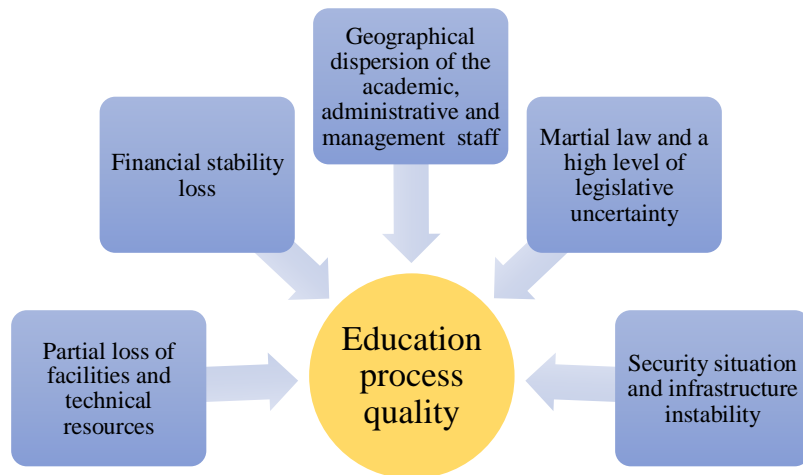 Geographical
dispersion of the
academic,
administrative and
management staff
Financial stability
loss
Martial law and a
high level of
legislative
uncertainty
Partial loss of
facilities and
technical
resources
Education
process
quality
Security situation
and infrastructure
instability